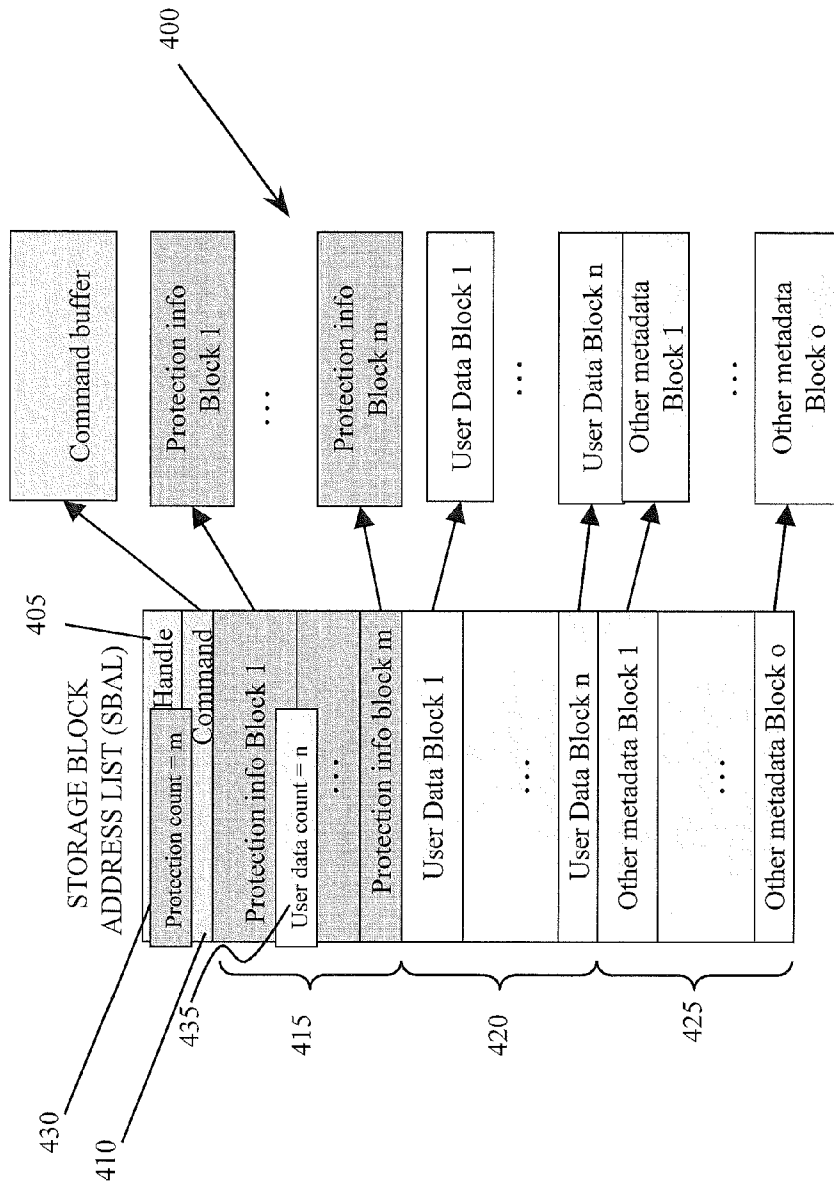 STORAGE BLOCK
ADDRESS LIST (SBAL)
430
Protection count = m
Handle
405
410
Command
435
Protection info Block 1
User data count = n
...
Protection info block m
415
User Data Block 1
...
User Data Block n
420
Other metadata Block 1
...
Other metadata Block o
425
Command buffer
400
Protection info
Block 1
...
Protection info
Block m
User Data Block 1
...
User Data Block n
Other metadata
Block 1
...
Other metadata
Block o